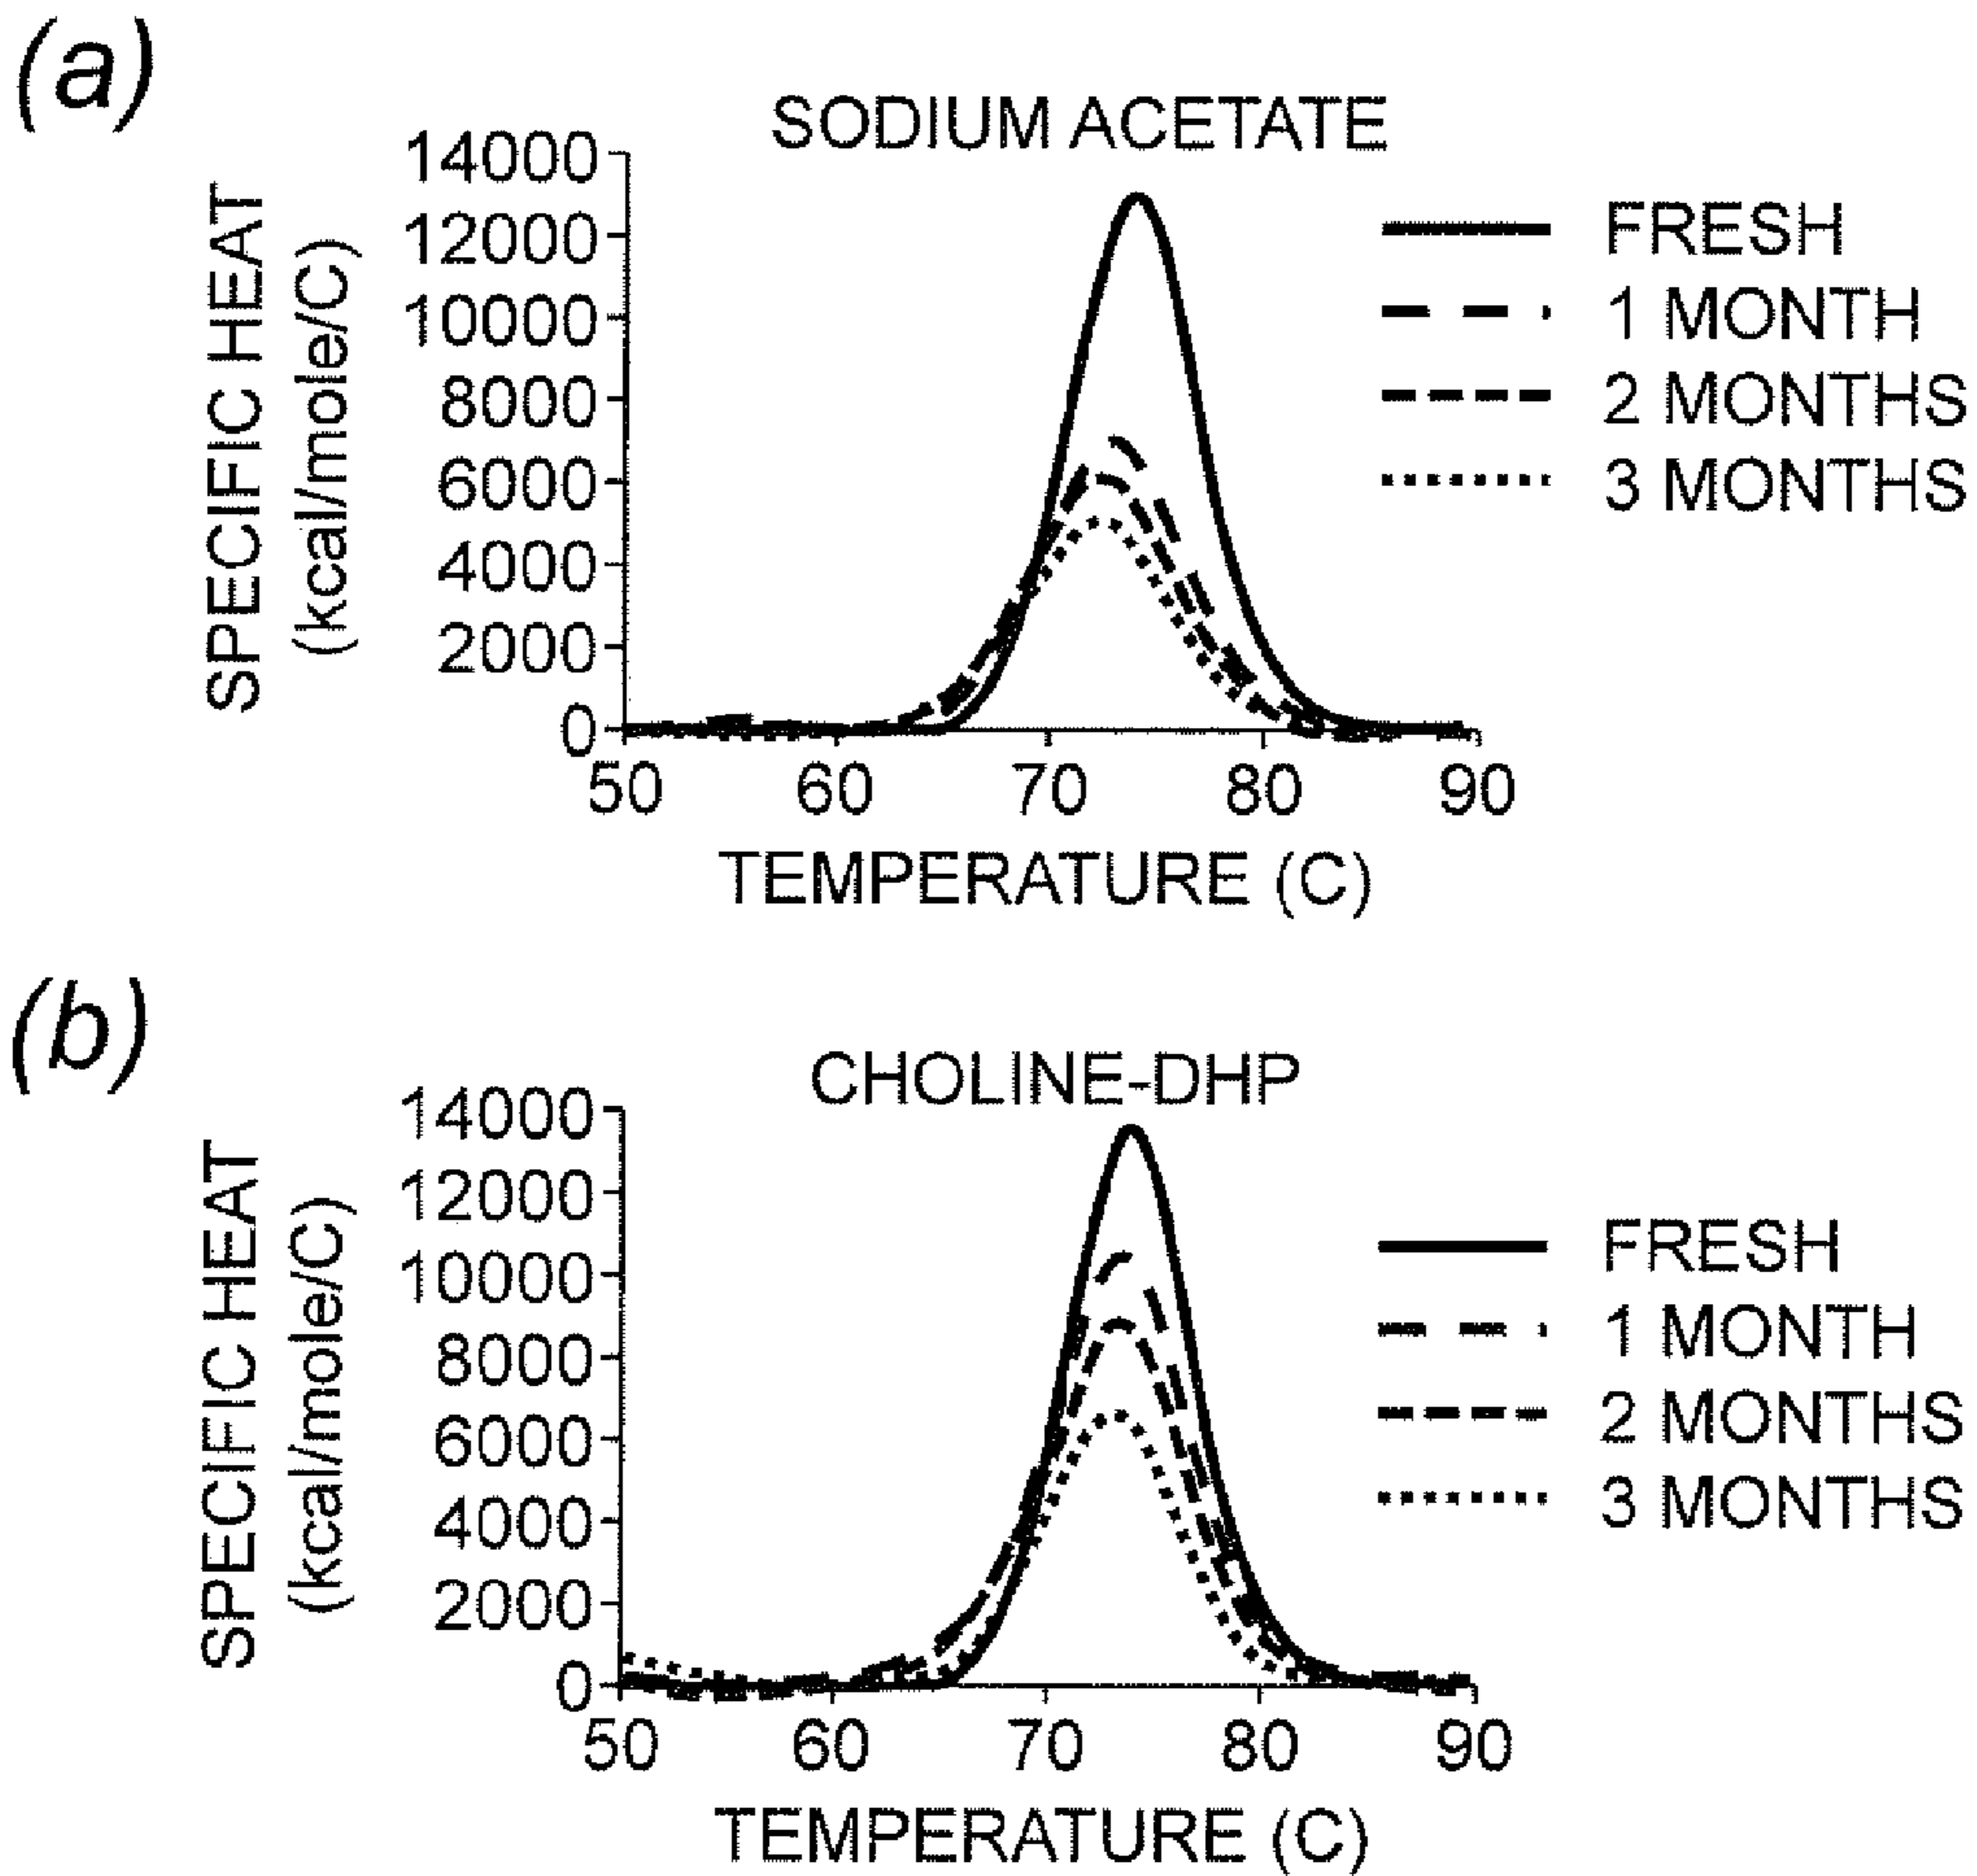 (a)
SODIUM ACETATE
SPECIFIC HEAT
(kcal/mole/C)
14000
12000
10000
8000
6000
4000
2000
0
50 60 70 80 90
TEMPERATURE (C)
FRESH
1 MONTH
2 MONTHS
3 MONTHS
(b)
CHOLINE-DHP
SPECIFIC HEAT
(kcal/mole/C)
14000
12000
10000
8000
6000
4000
2000
0
50 60 70 80 90
TEMPERATURE (C)
FRESH
1 MONTH
2 MONTHS
3 MONTHS